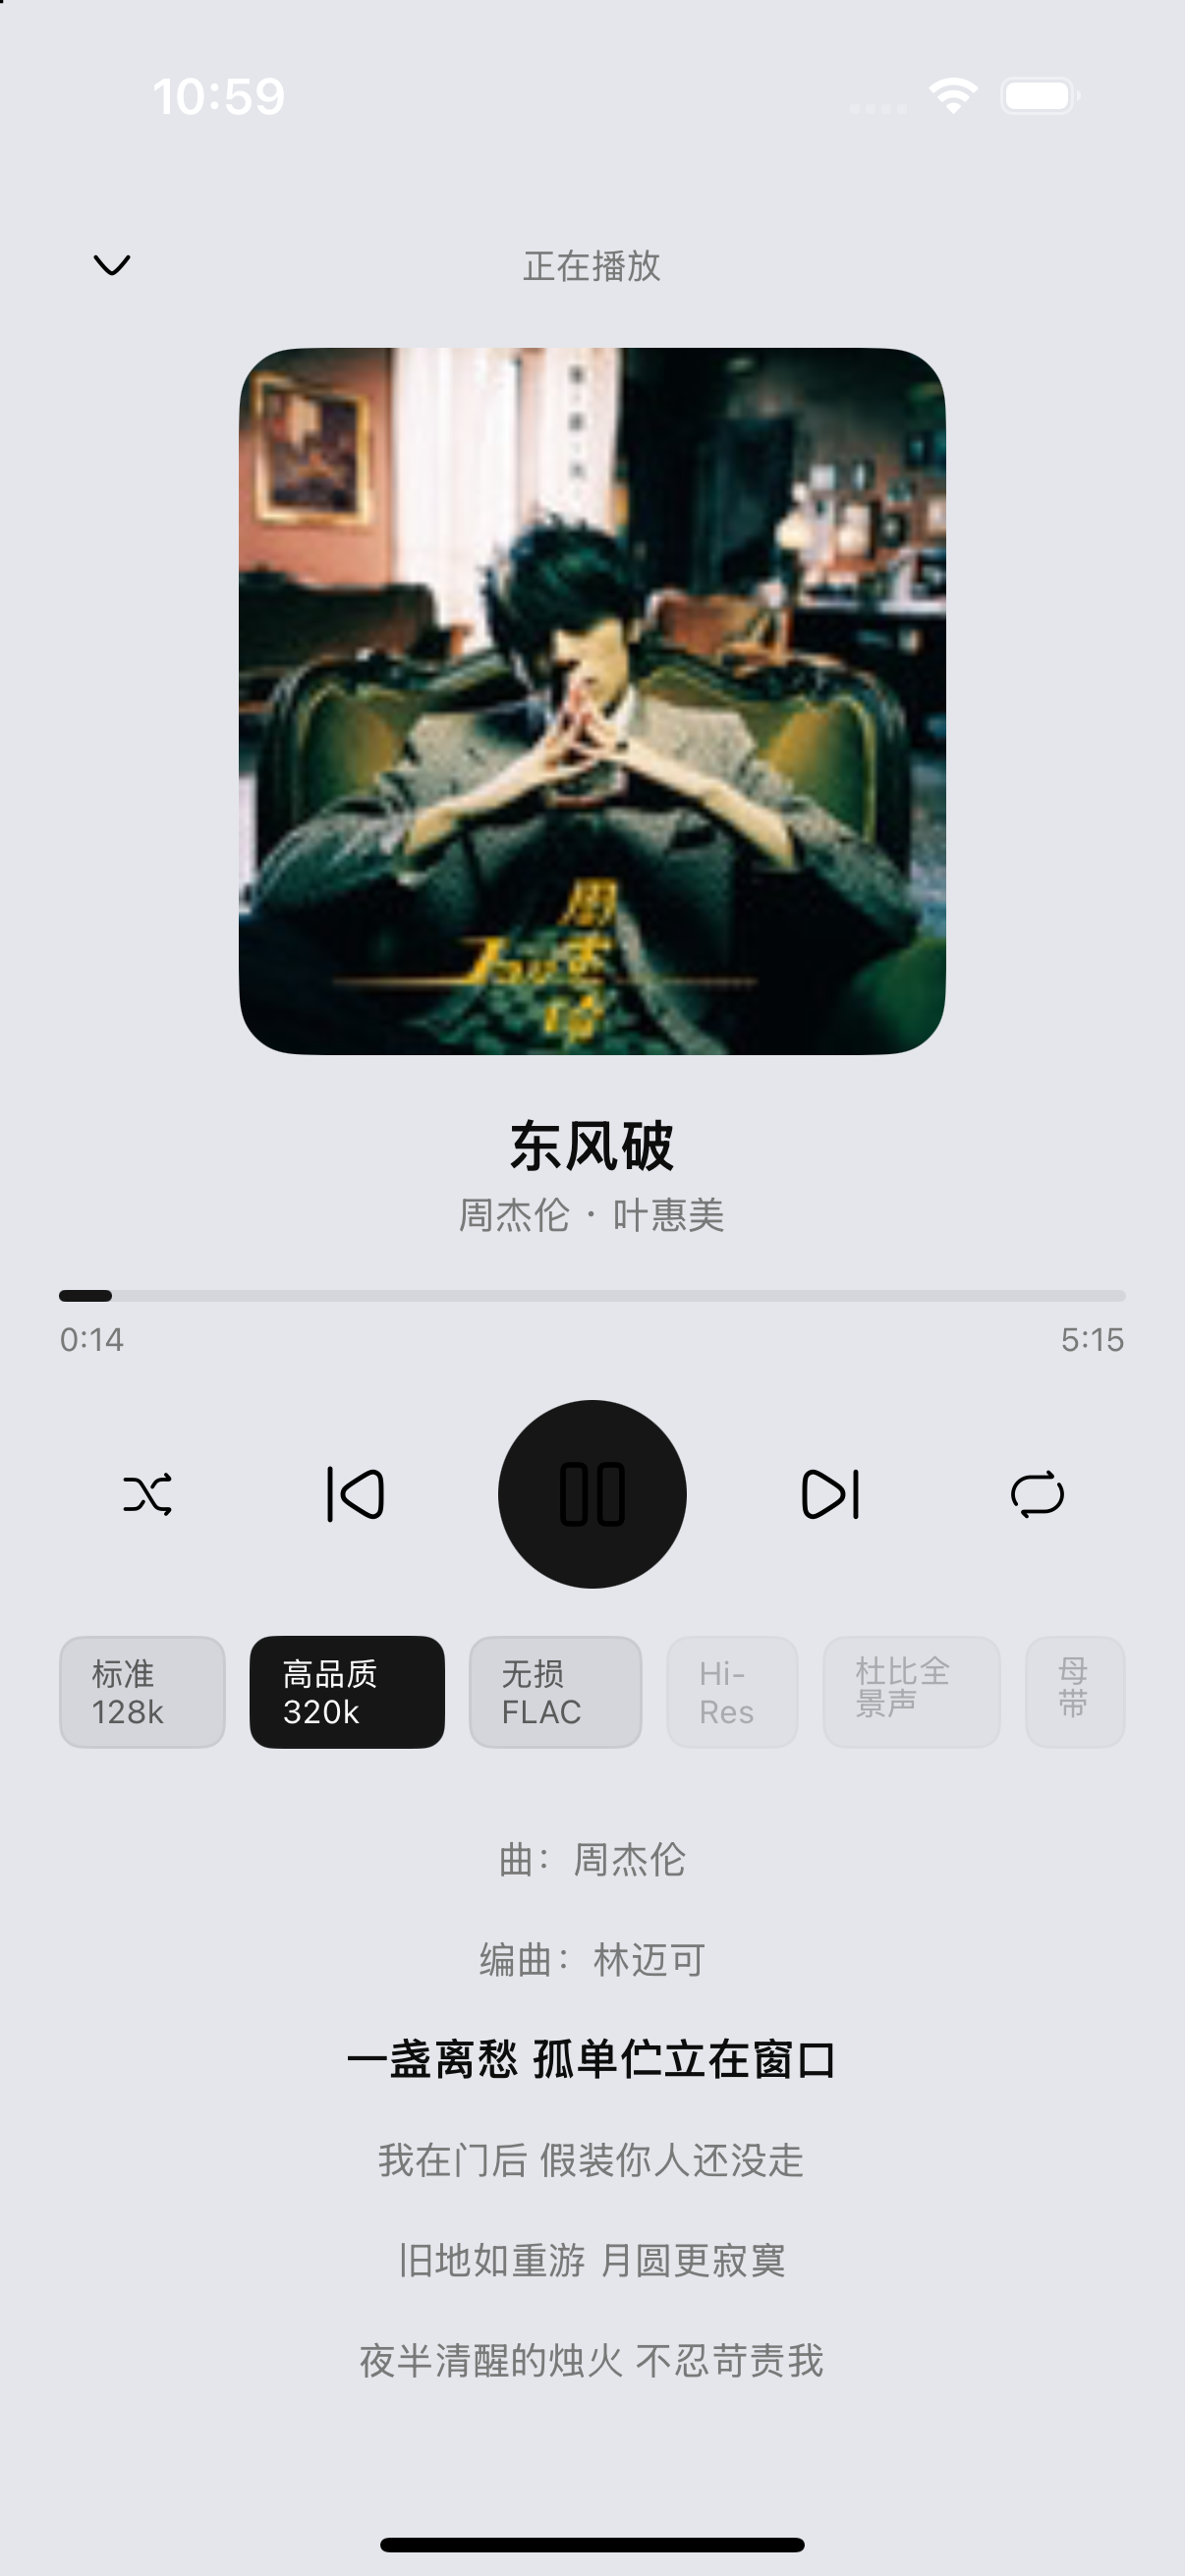 10:59
正在播放
周
Jay 杰
伦
东风破
周杰伦 · 叶惠美
0:14 5:15
标准 高品质 无损 Hi- 杜比全 母
128k 320k FLAC Res 景声 带
曲：周杰伦
编曲：林迈可
一盏离愁 孤单伫立在窗口
我在门后 假装你人还没走
旧地如重游 月圆更寂寞
夜半清醒的烛火 不忍苛责我